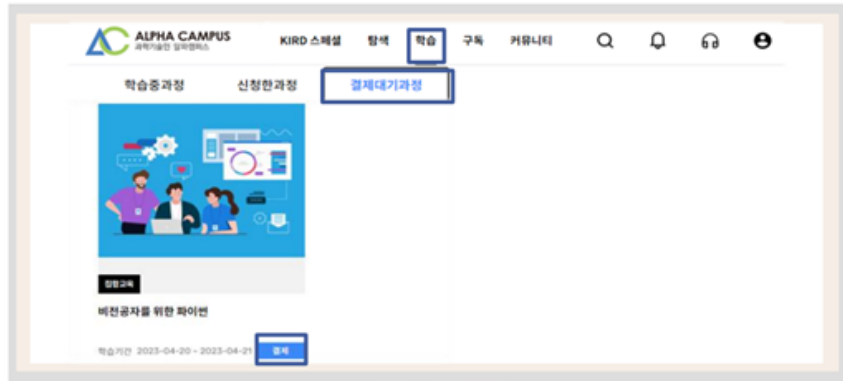 ALPHA CAMPUS
과학기술인 알파캠퍼스
KIRD 스페셜 탐색 학습 구독 커뮤니티
학습중과정 신청한과정 결제대기과정
집합교육
비전공자를 위한 파이썬
학습기간 2023-04-20 ~ 2023-04-21 결제